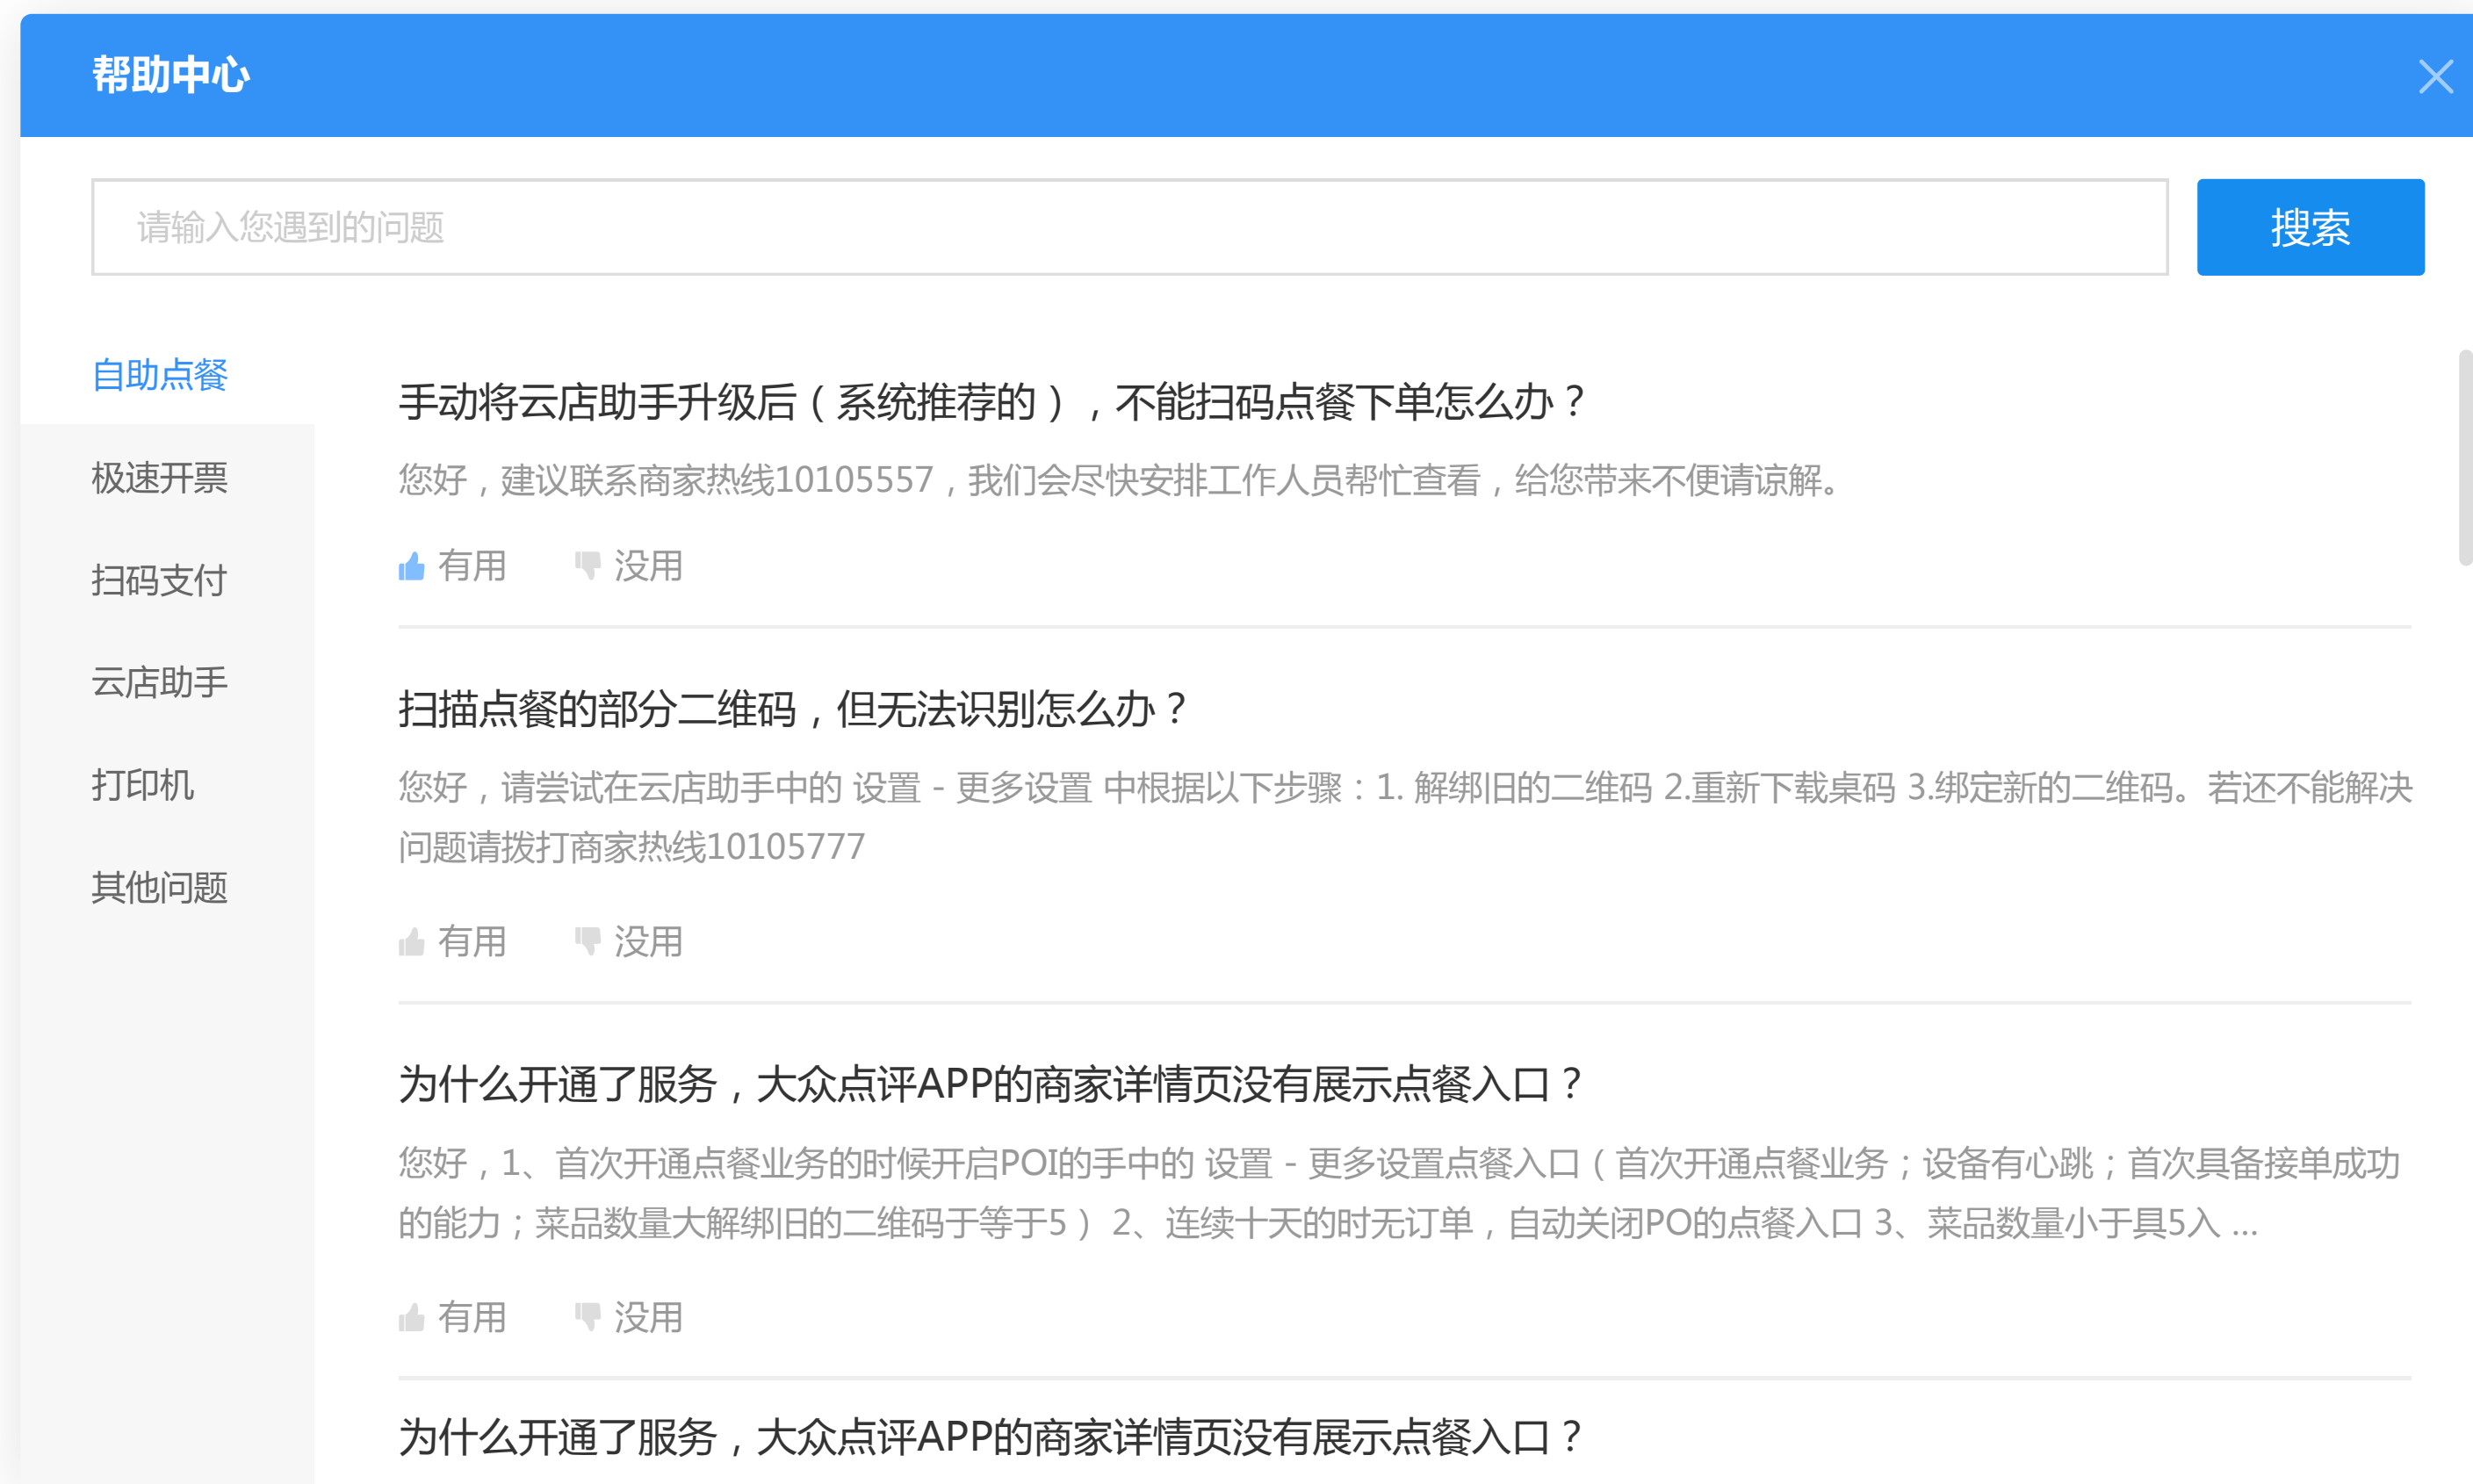 帮助中心
请输入您遇到的问题
搜索
自助点餐
极速开票
扫码支付
云店助手
打印机
其他问题
手动将云店助手升级后（系统推荐的），不能扫码点餐下单怎么办？
您好，建议联系商家热线10105557，我们会尽快安排工作人员帮忙查看，给您带来不便请谅解。
有用 没用
扫描点餐的部分二维码，但无法识别怎么办？
您好，请尝试在云店助手中的 设置 - 更多设置 中根据以下步骤：1. 解绑旧的二维码 2.重新下载桌码 3.绑定新的二维码。若还不能解决
问题请拨打商家热线10105777
有用 没用
为什么开通了服务，大众点评APP的商家详情页没有展示点餐入口？
您好，1、首次开通点餐业务的时候开启POI的手中的 设置 - 更多设置点餐入口（首次开通点餐业务；设备有心跳；首次具备接单成功
的能力；菜品数量大解绑旧的二维码于等于5） 2、连续十天的时无订单，自动关闭PO的点餐入口 3、菜品数量小于具5入 ...
有用 没用
为什么开通了服务，大众点评APP的商家详情页没有展示点餐入口？